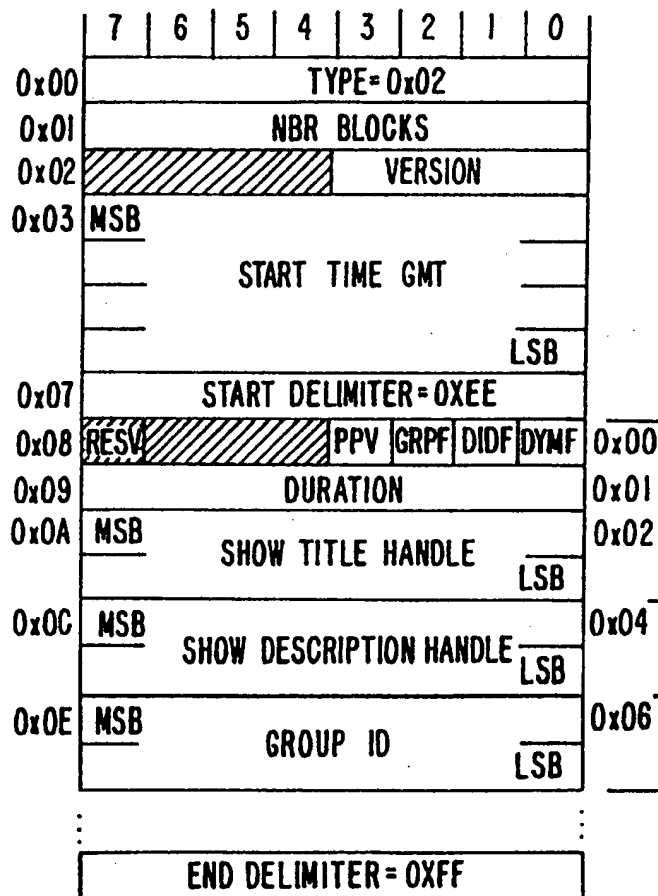 7 6 5 4 3 2 1 0
0x00 TYPE=0x02
0x01 NBR BLOCKS
0x02 VERSION
0x03 MSB
START TIME GMT
LSB
0x07 START DELIMITER=0XEE
0x08 RESV PPV GRPF DIDF DYMF 0x00
0x09 DURATION 0x01
0x0A MSB 0x02
SHOW TITLE HANDLE
LSB
0x0C MSB 0x04
SHOW DESCRIPTION HANDLE
LSB
0x0E MSB 0x06
GROUP ID
LSB
END DELIMITER=0XFF